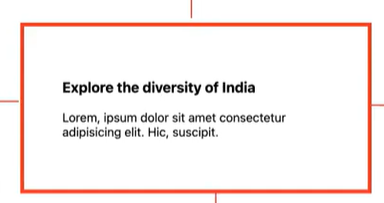 Explore the diversity of India
Lorem, ipsum dolor sit amet consectetur
adipisicing elit. Hic, suscipit.